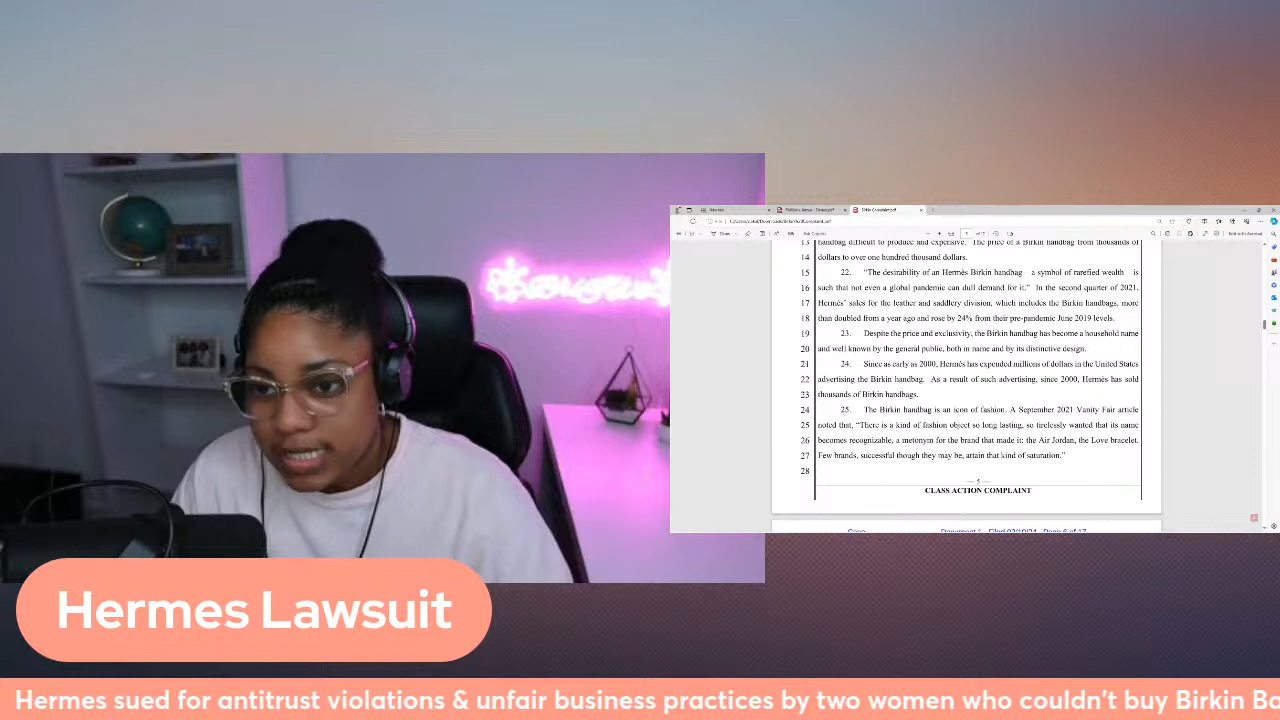 handbag difficult to produce and expensive. The price of a Birkin handbag from thousands of
14 dollars to over one hundred thousand dollars.
15 22. “The desirability of an Hermès Birkin handbag – a symbol of rarefied wealth – is
16 such that not even a global pandemic can dull demand for it.” In the second quarter of 2021,
17 Hermès’ sales for the leather and saddlery division, which includes the Birkin handbags, more
18 than doubled from a year ago and rose by 24% from their pre-pandemic June 2019 levels.
19 23. Despite the price and exclusivity, the Birkin handbag has become a household name
20 and well known by the general public, both in name and by its distinctive design.
21 24. Since as early as 2000, Hermès has expended millions of dollars in the United States
22 advertising the Birkin handbag. As a result of such advertising, since 2000, Hermès has sold
23 thousands of Birkin handbags.
24 25. The Birkin handbag is an icon of fashion. A September 2021 Vanity Fair article
25 noted that, “There is a kind of fashion object so long lasting, so tirelessly wanted that its name
26 becomes recognizable, a metonym for the brand that made it: the Air Jordan, the Love bracelet.
27 Few brands, successful though they may be, attain that kind of saturation.”
28
— 5 —
CLASS ACTION COMPLAINT
Hermes Lawsuit
Hermes sued for antitrust violations & unfair business practices by two women who couldn't buy Birkin